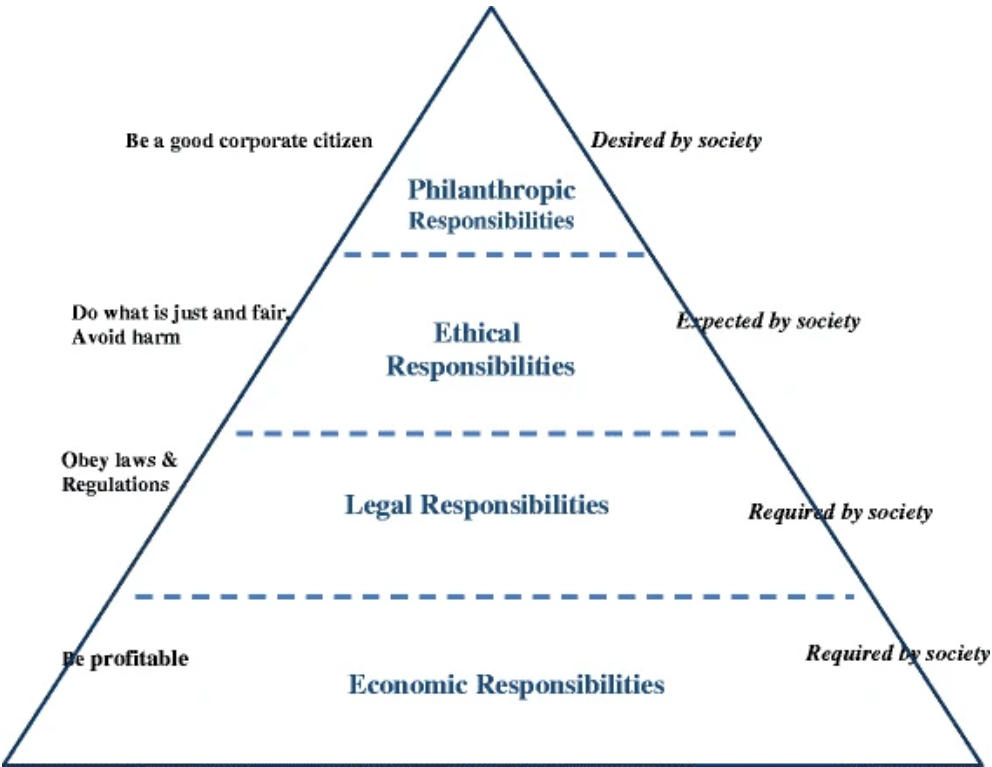 Be a good corporate citizen
Desired by society
Philanthropic
Responsibilities
Do what is just and fair,
Avoid harm
Expected by society
Ethical
Responsibilities
Obey laws &
Regulations
Legal Responsibilities
Required by society
Be profitable
Required by society
Economic Responsibilities